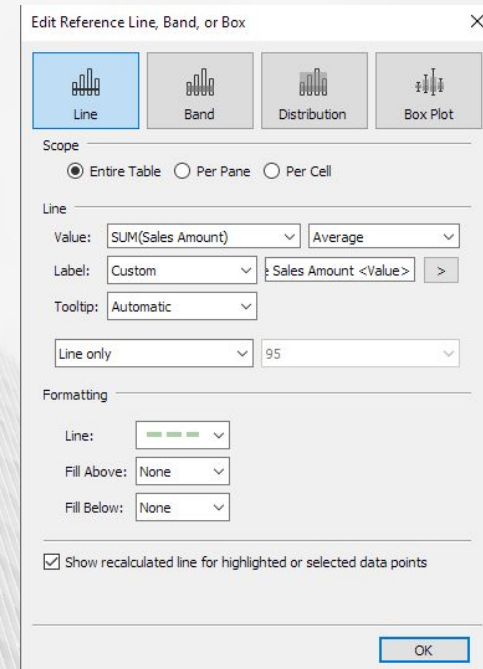 Edit Reference Line, Band, or Box
Line Band Distribution Box Plot
Scope
Entire Table Per Pane Per Cell
Line
Value: SUM(Sales Amount) Average
Label: Custom Sales Amount <Value> >
Tooltip: Automatic
Line only 95
Formatting
Line:
Fill Above: None
Fill Below: None
Show recalculated line for highlighted or selected data points
OK